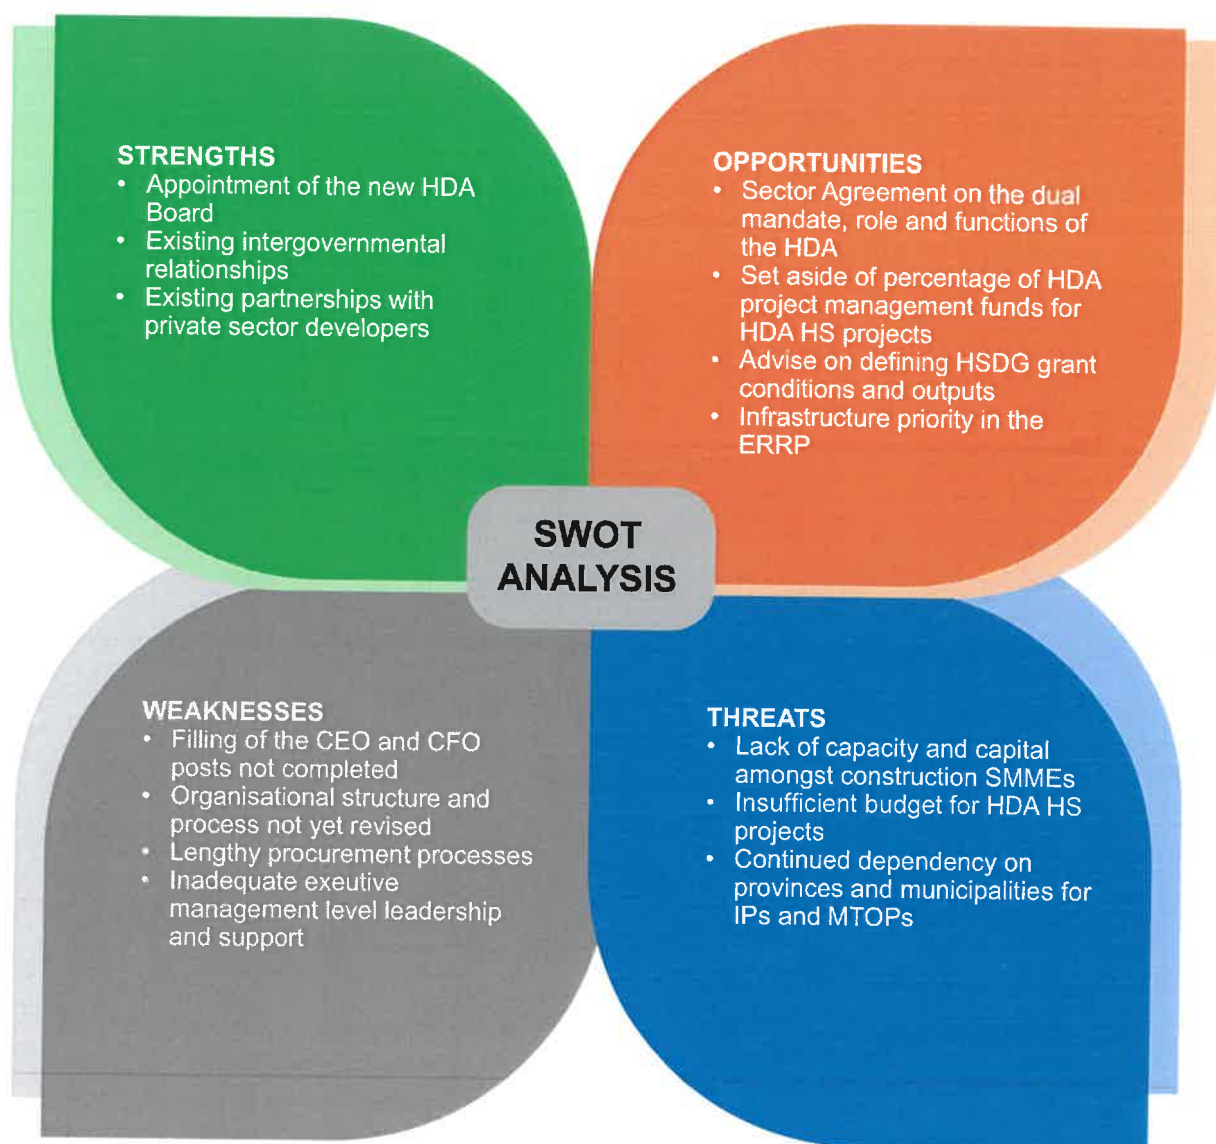 STRENGTHS
• Appointment of the new HDA
Board
• Existing intergovernmental
relationships
• Existing partnerships with
private sector developers
OPPORTUNITIES
• Sector Agreement on the dual
mandate, role and functions of
the HDA
• Set aside of percentage of HDA
project management funds for
HDA HS projects
• Advise on defining HSDG grant
conditions and outputs
• Infrastructure priority in the
ERRP
SWOT
ANALYSIS
WEAKNESSES
• Filling of the CEO and CFO
posts not completed
• Organisational structure and
process not yet revised
• Lengthy procurement processes
• Inadequate exeutive
management level leadership
and support
THREATS
• Lack of capacity and capital
amongst construction SMMEs
• Insufficient budget for HDA HS
projects
• Continued dependency on
provinces and municipalities for
IPs and MTOPs